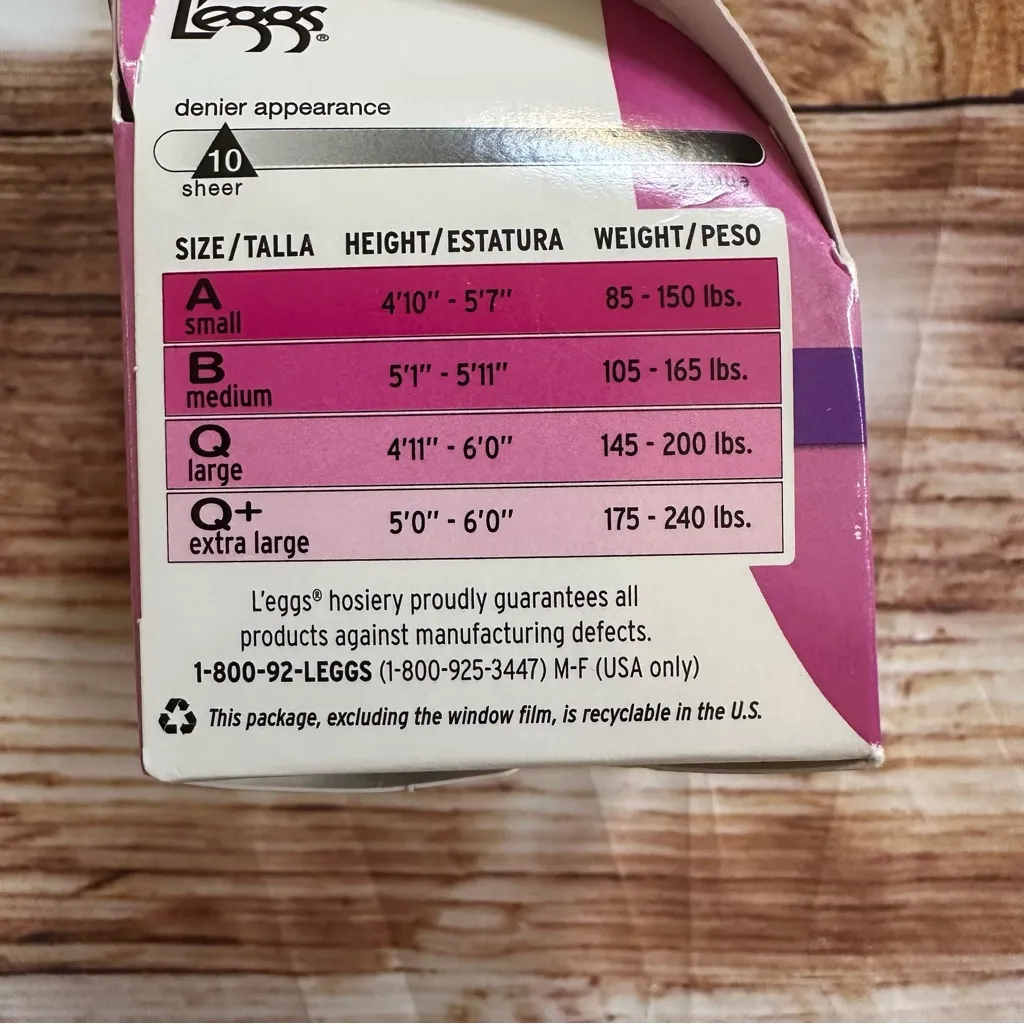 L'eggs®
denier appearance
10
sheer
SIZE/TALLA HEIGHT/ESTATURA WEIGHT/PESO
A
small
4'10" - 5'7" 85 - 150 lbs.
B
medium
5'1" - 5'11" 105 - 165 lbs.
Q
large
4'11" - 6'0" 145 - 200 lbs.
Q+
extra large
5'0" - 6'0" 175 - 240 lbs.
L'eggs® hosiery proudly guarantees all
products against manufacturing defects.
1-800-92-LEGGS (1-800-925-3447) M-F (USA only)
This package, excluding the window film, is recyclable in the U.S.